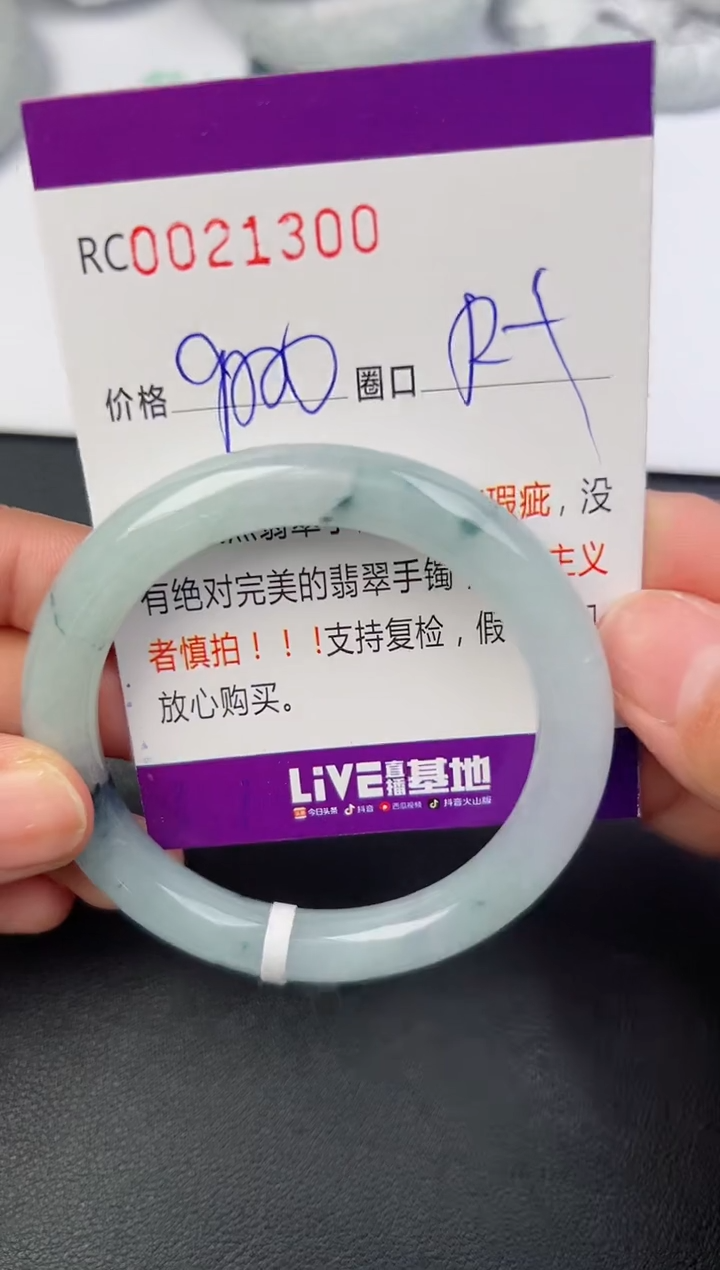 RC0021300
价格 圈口
瑕疵，没
有绝对完美的翡翠手镯 主义
者慎拍！！！支持复检，假
放心购买。
LiVE直播基地
今日头条 抖音 西瓜视频 抖音火山版